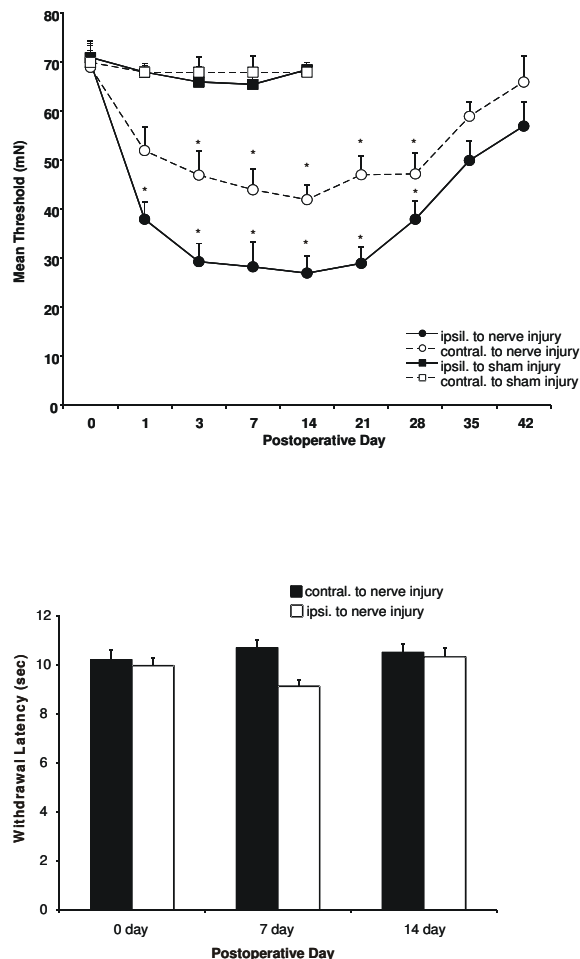 80
70
60
50
40
30
20
10
0
Mean Threshold (mN)
*
*
*
*
*
*
*
*
*
*
*
ipsil. to nerve injury
contral. to nerve injury
ipsil. to sham injury
contral. to sham injury
0 1 3 7 14 21 28 35 42
Postoperative Day
contral. to nerve injury
ipsi. to nerve injury
12
10
8
6
4
2
0
Withdrawal Latency (sec)
0 day 7 day 14 day
Postoperative Day